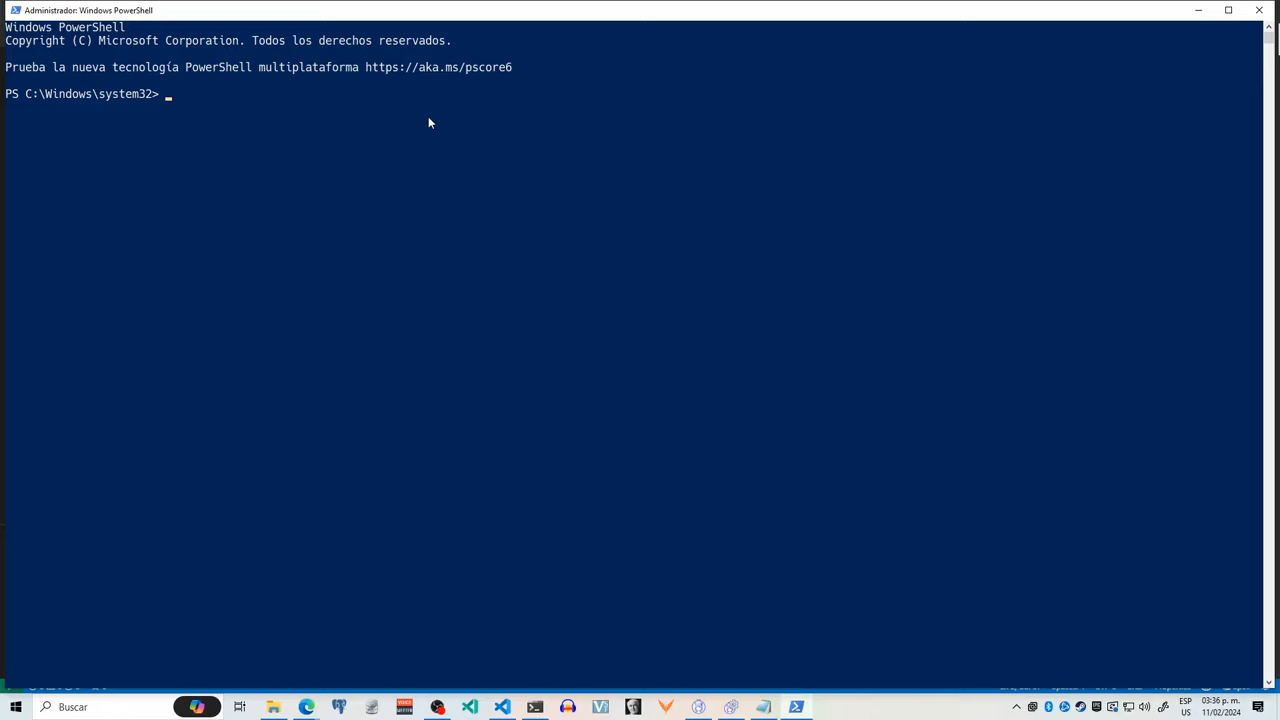 Administrador: Windows PowerShell
Windows PowerShell
Copyright (C) Microsoft Corporation. Todos los derechos reservados.
Prueba la nueva tecnología PowerShell multiplataforma https://aka.ms/pscore6
PS C:\Windows\system32>
Buscar
ESP
US
03:36 p. m.
11/02/2024